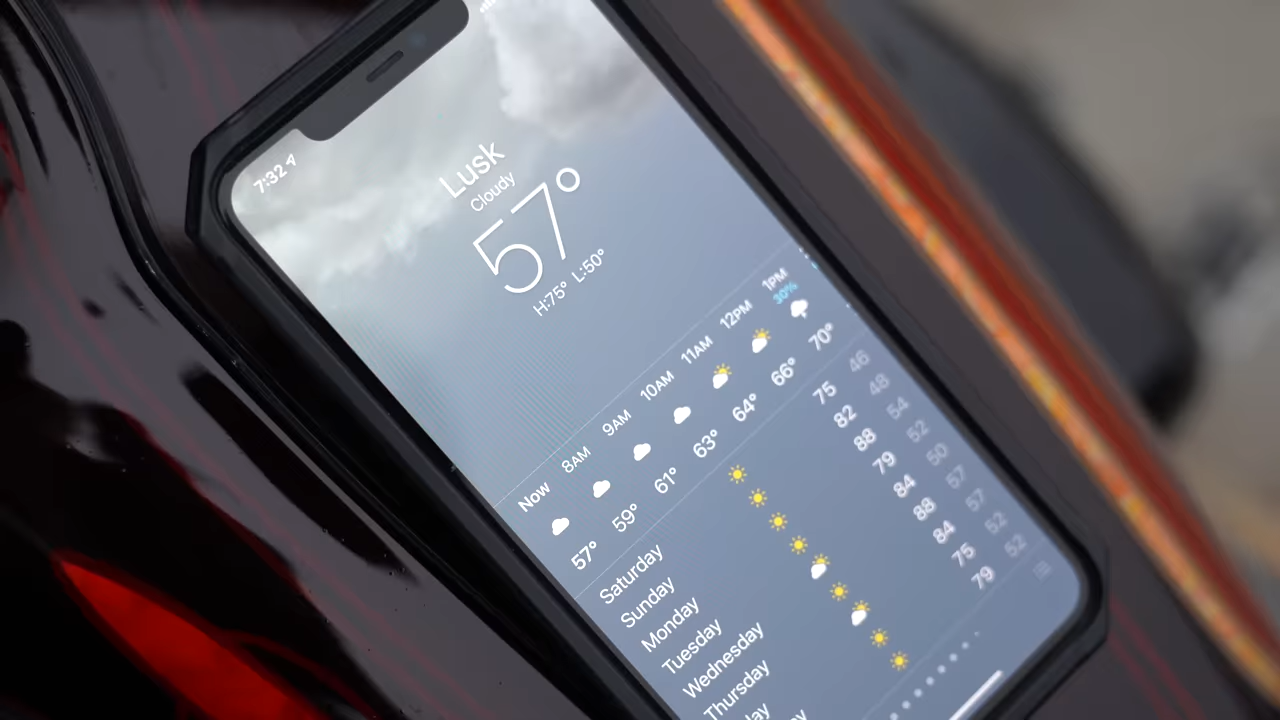 7:32
Lusk
Cloudy
57°
H:75° L:50°
Now 8AM 9AM 10AM 11AM 12PM 1PM
30%
57° 59° 61° 63° 64° 66° 70°
Saturday 75 46
Sunday 82 48
Monday 88 54
Tuesday 79 52
Wednesday 84 50
Thursday 88 57
84 57
75 52
79 52